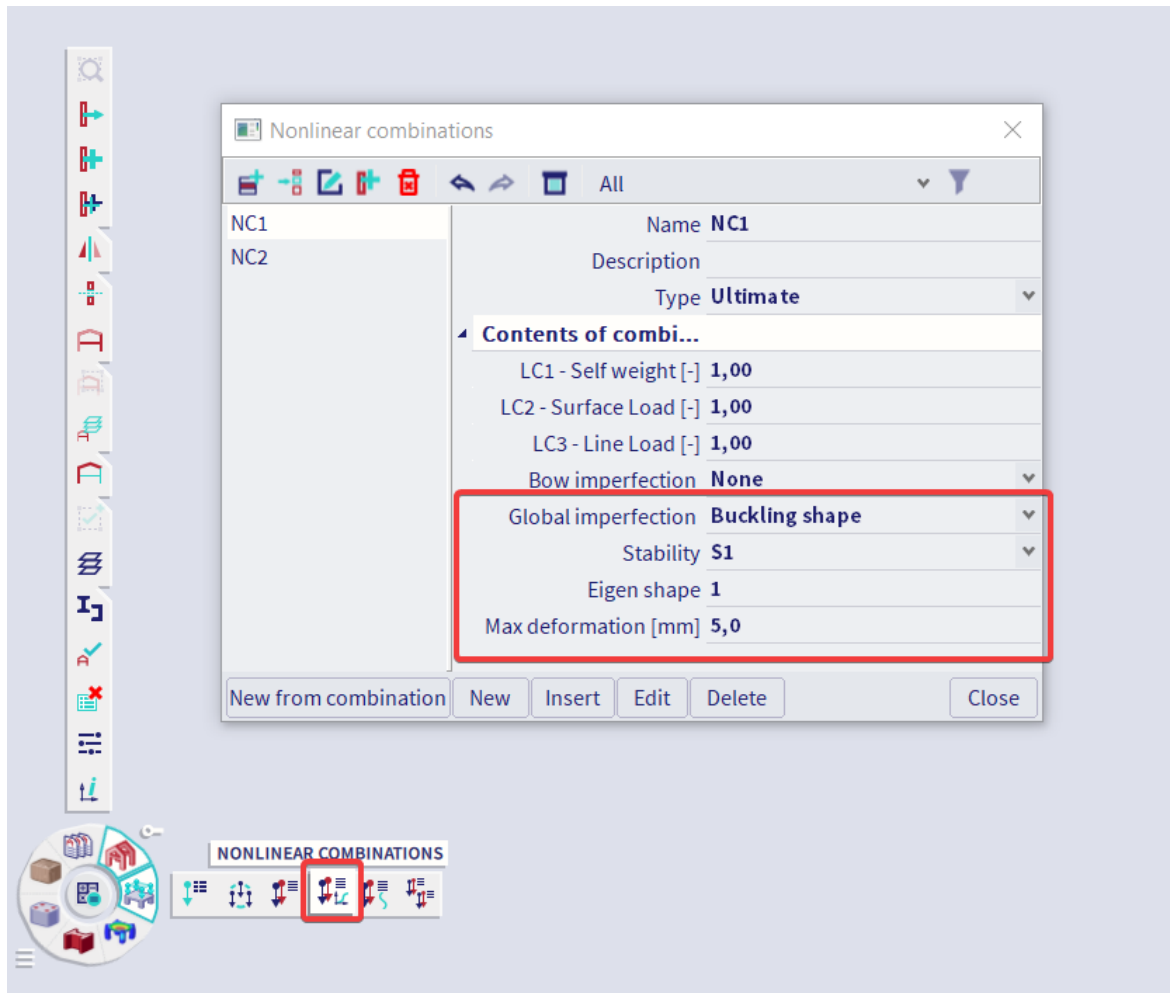 Nonlinear combinations
All
NC1
NC2
Name NC1
Description
Type Ultimate
Contents of combi...
LC1 - Self weight [-] 1,00
LC2 - Surface Load [-] 1,00
LC3 - Line Load [-] 1,00
Bow imperfection None
Global imperfection Buckling shape
Stability S1
Eigen shape 1
Max deformation [mm] 5,0
New from combination New Insert Edit Delete Close
NONLINEAR COMBINATIONS